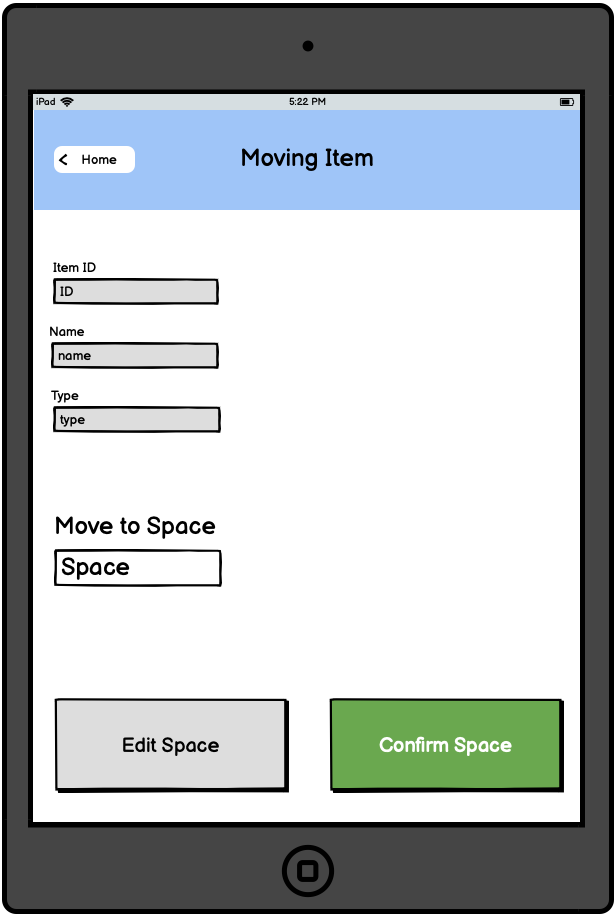 iPad 5:22 PM
Home
Moving Item
Item ID
ID
Name
name
Type
type
Move to Space
Space
Edit Space Confirm Space